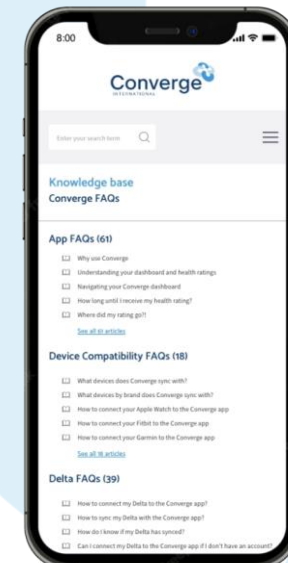 8:00
Converge
INTERNATIONAL
Enter your search term
Knowledge base
Converge FAQs
App FAQs (61)
Why use Converge
Understanding your dashboard and health ratings
Navigating your Converge dashboard
How long until I receive my health rating?
Where did my rating go?!
See all 61 articles
Device Compatibility FAQs (18)
What devices does Converge sync with?
What devices by brand does Converge sync with?
How to connect your Apple Watch to the Converge app
How to connect your Fitbit to the Converge app
How to connect your Garmin to the Converge app
See all 18 articles
Delta FAQs (39)
How to connect my Delta to the Converge app?
How to sync my Delta with the Converge app?
How do I know if my Delta has synced?
Can I connect my Delta to the Converge app if I don't have an account?